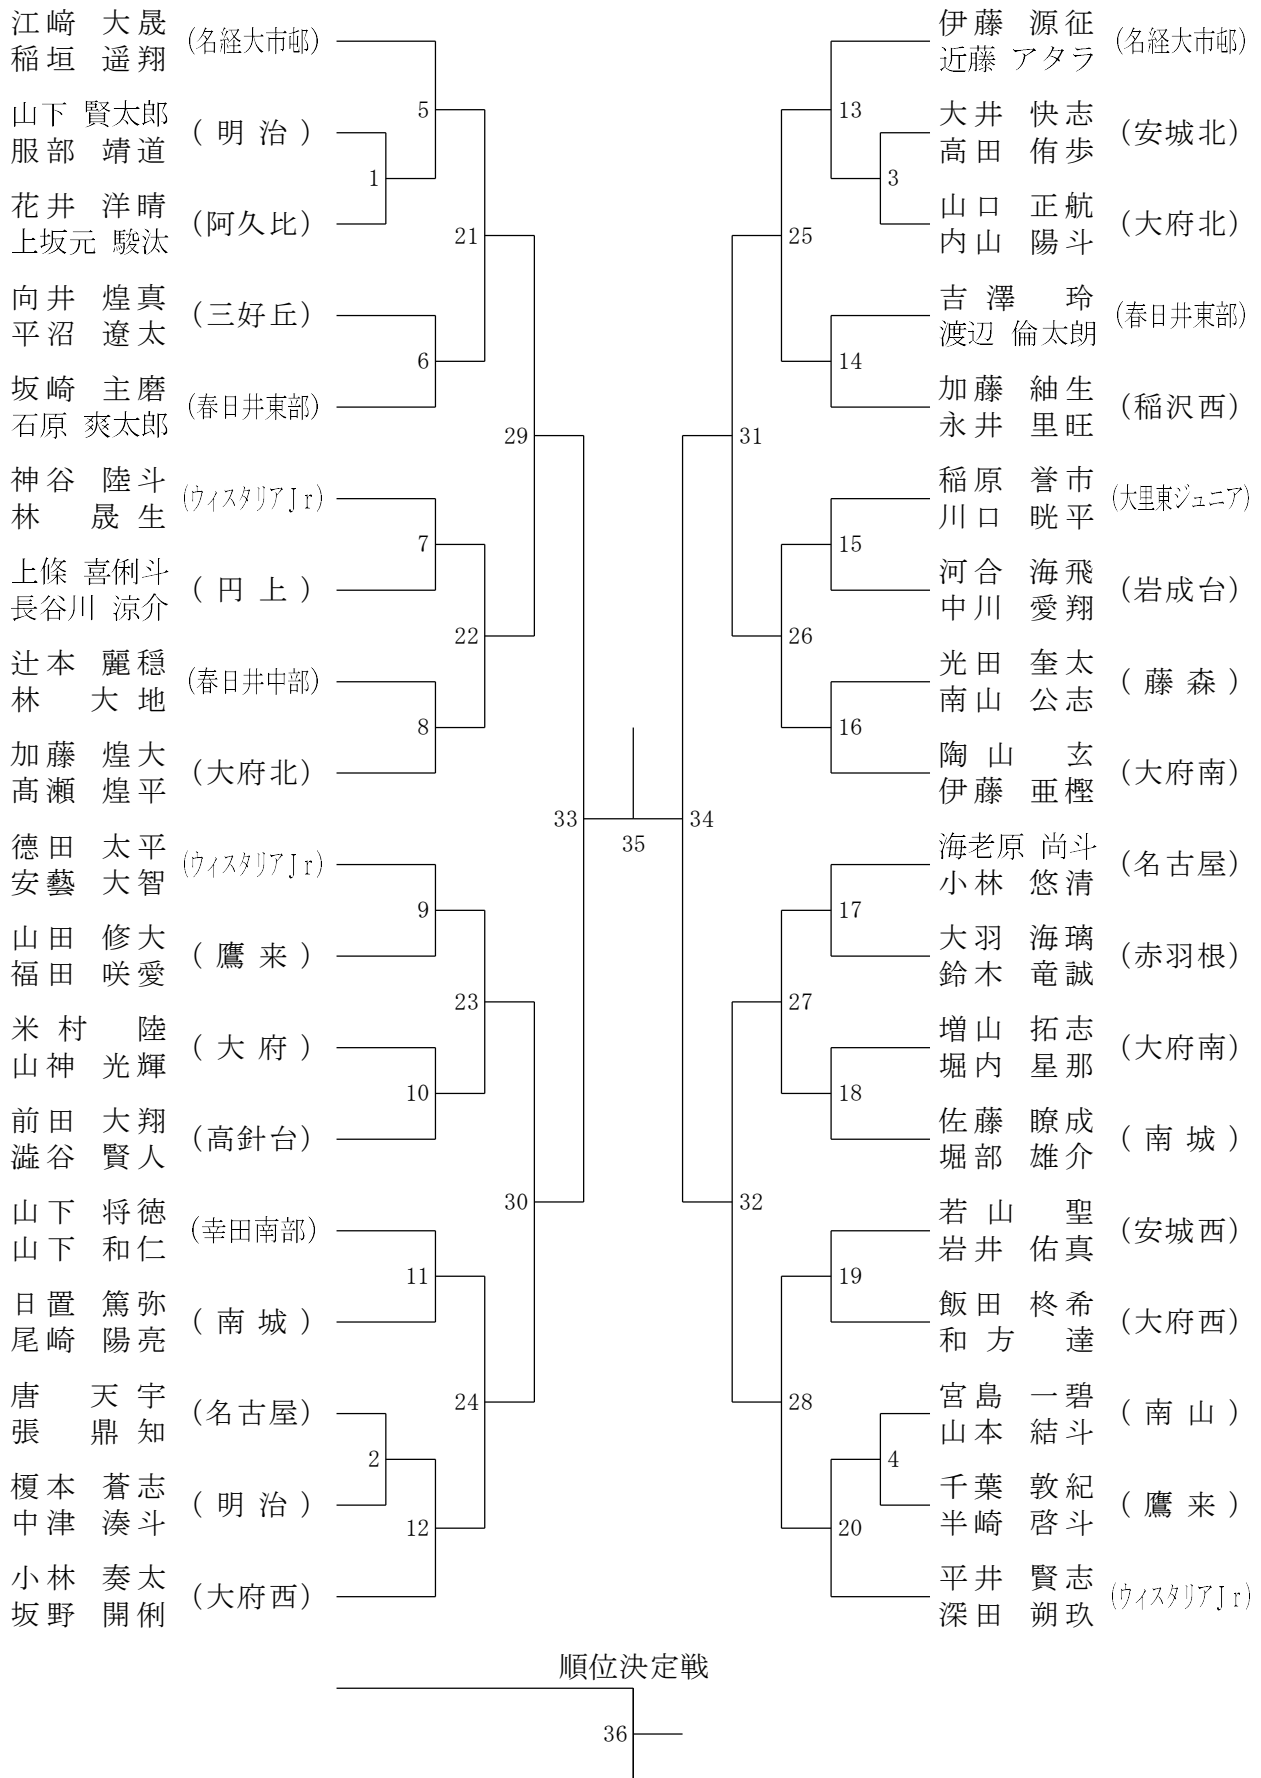 江﨑 大晟
稲垣 遥翔
(名経大市邨)
山下 賢太郎
服部 靖道
(明治)
花井 洋晴
上坂元 駿汰
(阿久比)
向井 煌真
平沼 遼太
(三好丘)
坂崎 主磨
石原 爽太郎
(春日井東部)
神谷 陸斗
林 晟生
(ウィスタリアJr)
上條 喜俐斗
長谷川 涼介
(円上)
辻本 麗穏
林 大地
(春日井中部)
加藤 煌大
髙瀬 煌平
(大府北)
德田 太平
安藝 大智
(ウィスタリアJr)
山田 修大
福田 咲愛
(鷹来)
米村 陸
山神 光輝
(大府)
前田 大翔
澁谷 賢人
(高針台)
山下 将徳
山下 和仁
(幸田南部)
日置 篤弥
尾崎 陽亮
(南城)
唐 天宇
張 鼎知
(名古屋)
榎本 蒼志
中津 湊斗
(明治)
小林 奏太
坂野 開俐
(大府西)
5
1
21
6
29
7
22
8
33
9
23
10
30
11
24
2
12
35
伊藤 源征
近藤 アタラ
(名経大市邨)
大井 快志
高田 侑歩
(安城北)
山口 正航
内山 陽斗
(大府北)
吉澤 玲
渡辺 倫太朗
(春日井東部)
加藤 紬生
永井 里旺
(稲沢西)
稲原 誉市
川口 晄平
(大里東ジュニア)
河合 海飛
中川 愛翔
(岩成台)
光田 奎太
南山 公志
(藤森)
陶山 玄
伊藤 亜樫
(大府南)
海老原 尚斗
小林 悠清
(名古屋)
大羽 海璃
鈴木 竜誠
(赤羽根)
増山 拓志
堀内 星那
(大府南)
佐藤 瞭成
堀部 雄介
(南城)
若山 聖
岩井 佑真
(安城西)
飯田 柊希
和方 達
(大府西)
宮島 一碧
山本 結斗
(南山)
千葉 敦紀
半崎 啓斗
(鷹来)
平井 賢志
深田 朔玖
(ウィスタリアJr)
13
3
25
14
31
15
26
16
34
17
27
18
32
19
28
4
20
順位決定戦
36